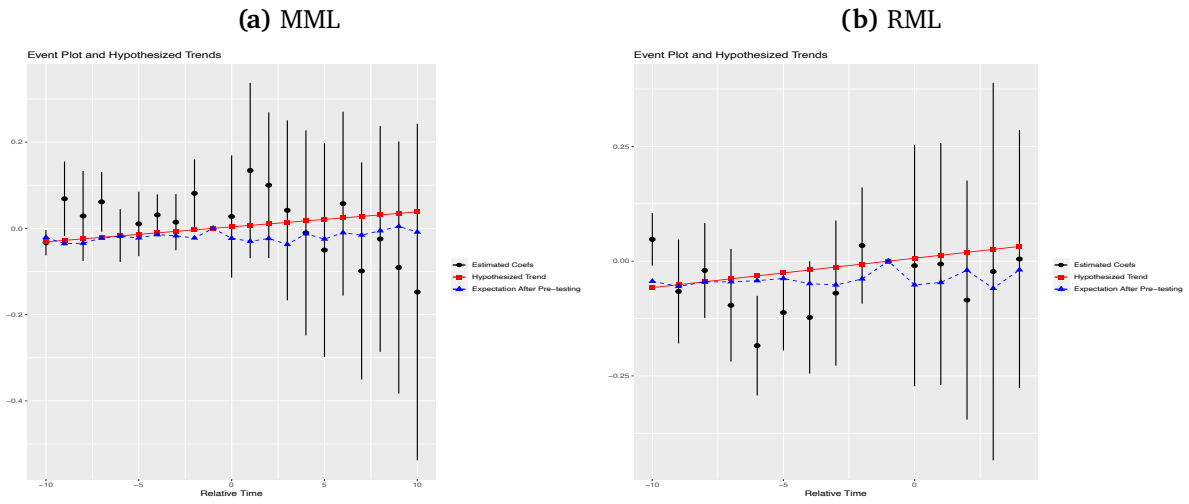 (a) MML
Event Plot and Hypothesized Trends
0.2
0.0
−0.2
−0.4
−10
−5
0
5
10
Relative Time
Estimated Coefs
Hypothesized Trend
Expectation After Pre-testing
(b) RML
Event Plot and Hypothesized Trends
0.25
0.00
−0.25
−10
−5
0
Relative Time
Estimated Coefs
Hypothesized Trend
Expectation After Pre-testing